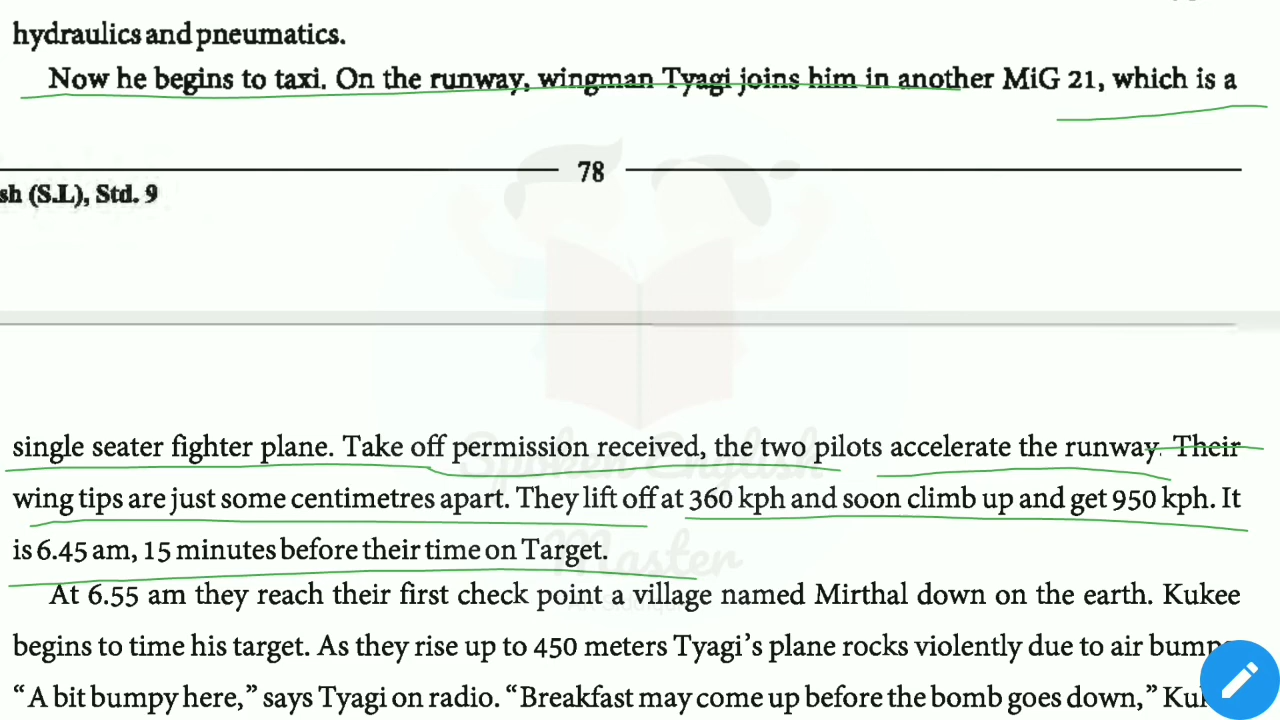 hydraulics and pneumatics.
Now he begins to taxi. On the runway, wingman Tyagi joins him in another MiG 21, which is a
78
sh (S.L), Std. 9
single seater fighter plane. Take off permission received, the two pilots accelerate the runway. Their
Spoken English
wing tips are just some centimetres apart. They lift off at 360 kph and soon climb up and get 950 kph. It
is 6.45 am, 15 minutes before their time on Target.
Master
At 6.55 am they reach their first check point a village named Mirthal down on the earth. Kukee
begins to time his target. As they rise up to 450 meters Tyagi's plane rocks violently due to air
“A bit bumpy here,” says Tyagi on radio. “Breakfast may come up before the bomb goes down,”